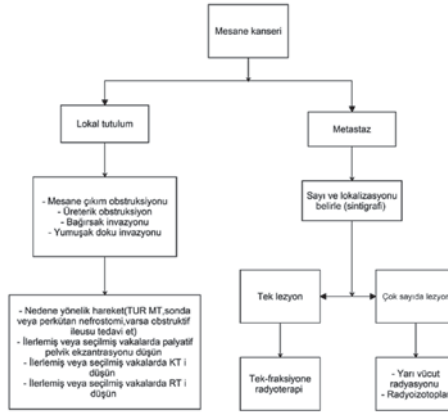 Mesane kanseri
Lokal tutulum
Metastaz
- Mesane çıkım obstruksiyonu
- Üreterik obstruksiyon
- Bağırsak invazyonu
- Yumuşak doku invazyonu
Sayı ve lokalizasyonu
belirle (sintigrafi)
- Nedene yönelik hareket(TUR MT,sonda
veya perkütan nefrostomi,varsa obstruktif
ileusu tedavi et)
- İlerlemiş ve seçilmiş vakalarda palyatif
pelvik ekzantrasyonu düşün
- İlerlemiş veya seçilmiş vakalarda KT i
düşün
- İlerlemiş veya seçilmiş vakalarda RT i
düşün
Tek lezyon
Çok sayıda lezyon
Tek-fraksiyone
radyoterapi
- Yarı vücut
radyasyonu
- Radyoizotoplar